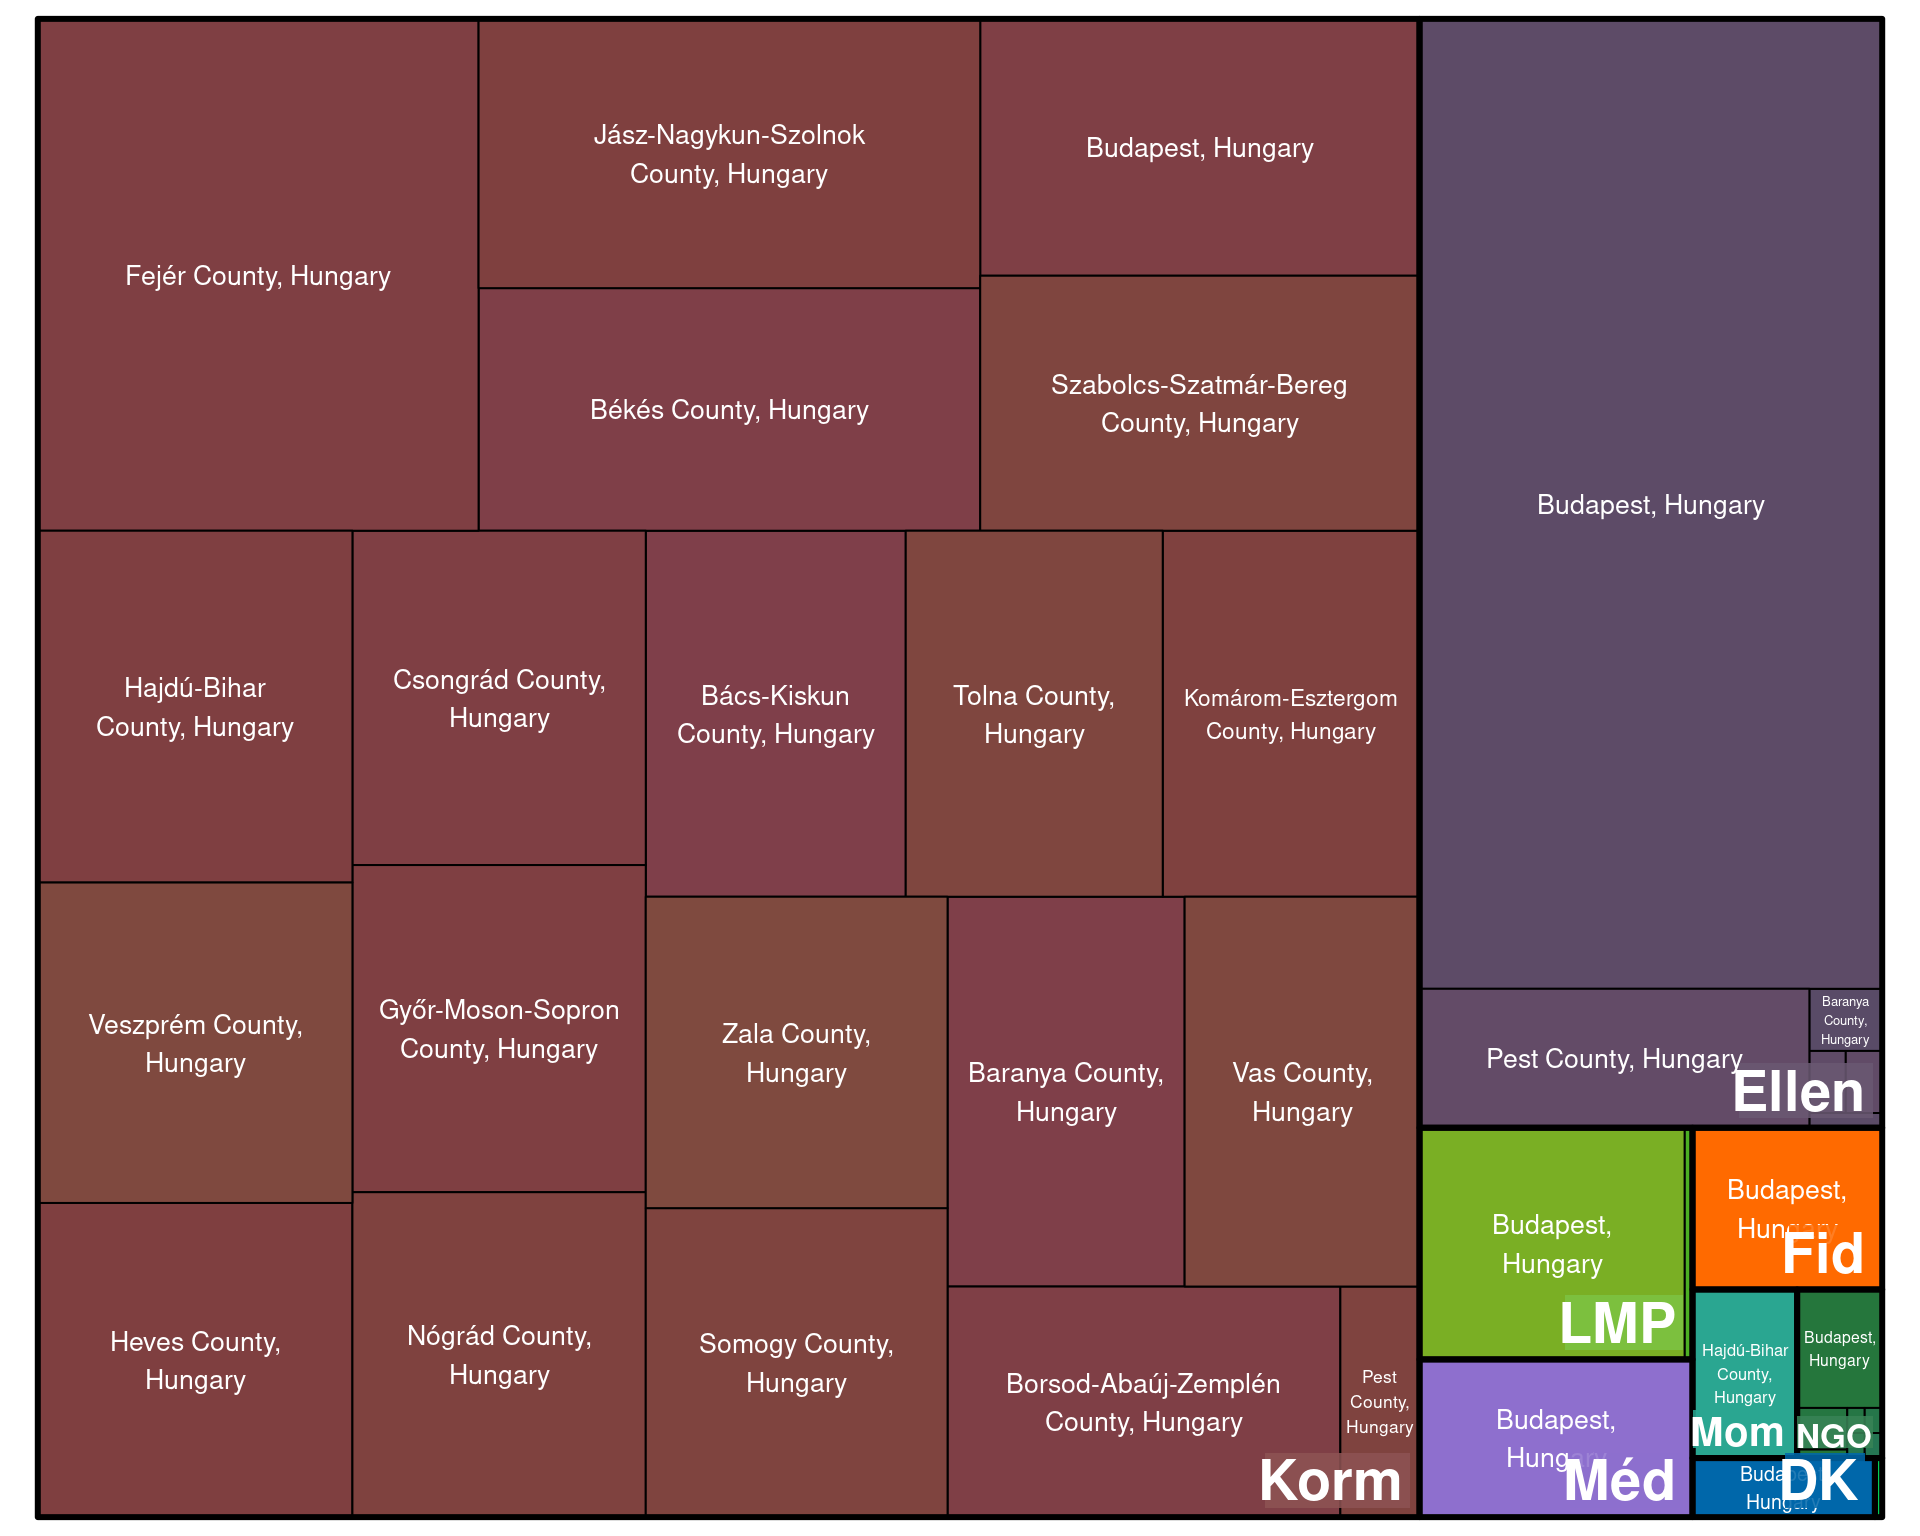 Fejér County, Hungary
Jász-Nagykun-Szolnok
County, Hungary
Budapest, Hungary
Békés County, Hungary
Szabolcs-Szatmár-Bereg
County, Hungary
Hajdú-Bihar
County, Hungary
Csongrád County,
Hungary
Bács-Kiskun
County, Hungary
Tolna County,
Hungary
Komárom-Esztergom
County, Hungary
Veszprém County,
Hungary
Győr-Moson-Sopron
County, Hungary
Zala County,
Hungary
Baranya County,
Hungary
Vas County,
Hungary
Heves County,
Hungary
Nógrád County,
Hungary
Somogy County,
Hungary
Borsod-Abaúj-Zemplén
County, Hungary
Pest
County,
Hungary
Korm
Budapest, Hungary
Pest County, Hungary
Baranya
County,
Hungary
Ellen
Budapest,
Hungary
LMP
Budapest,
Hungary
Fid
Budapest,
Hungary
Méd
Hajdú-Bihar
County,
Hungary
Mom
Budapest,
Hungary
NGO
Budapest,
Hungary
DK